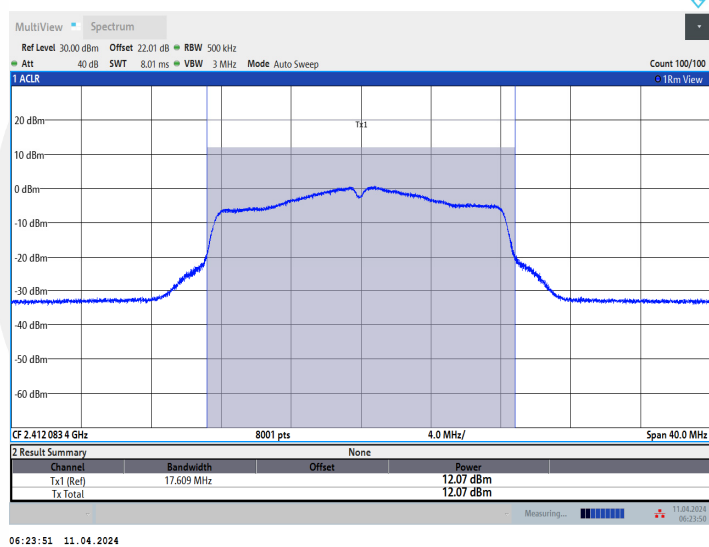 MultiView Spectrum
Ref Level 30.00 dBm Offset 22.01 dB RBW 500 kHz
Att 40 dB SWT 8.01 ms VBW 3 MHz Mode Auto Sweep Count 100/100
1 ACLR 1Rm View
Tx1
20 dBm
10 dBm
0 dBm
-10 dBm
-20 dBm
-30 dBm
-40 dBm
-50 dBm
-60 dBm
CF 2.412 083 4 GHz 8001 pts 4.0 MHz/ Span 40.0 MHz
2 Result Summary None
Channel Bandwidth Offset Power
Tx1 (Ref) 17.609 MHz 12.07 dBm
Tx Total 12.07 dBm
Measuring... 11.04.2024
06:23:50
06:23:51 11.04.2024